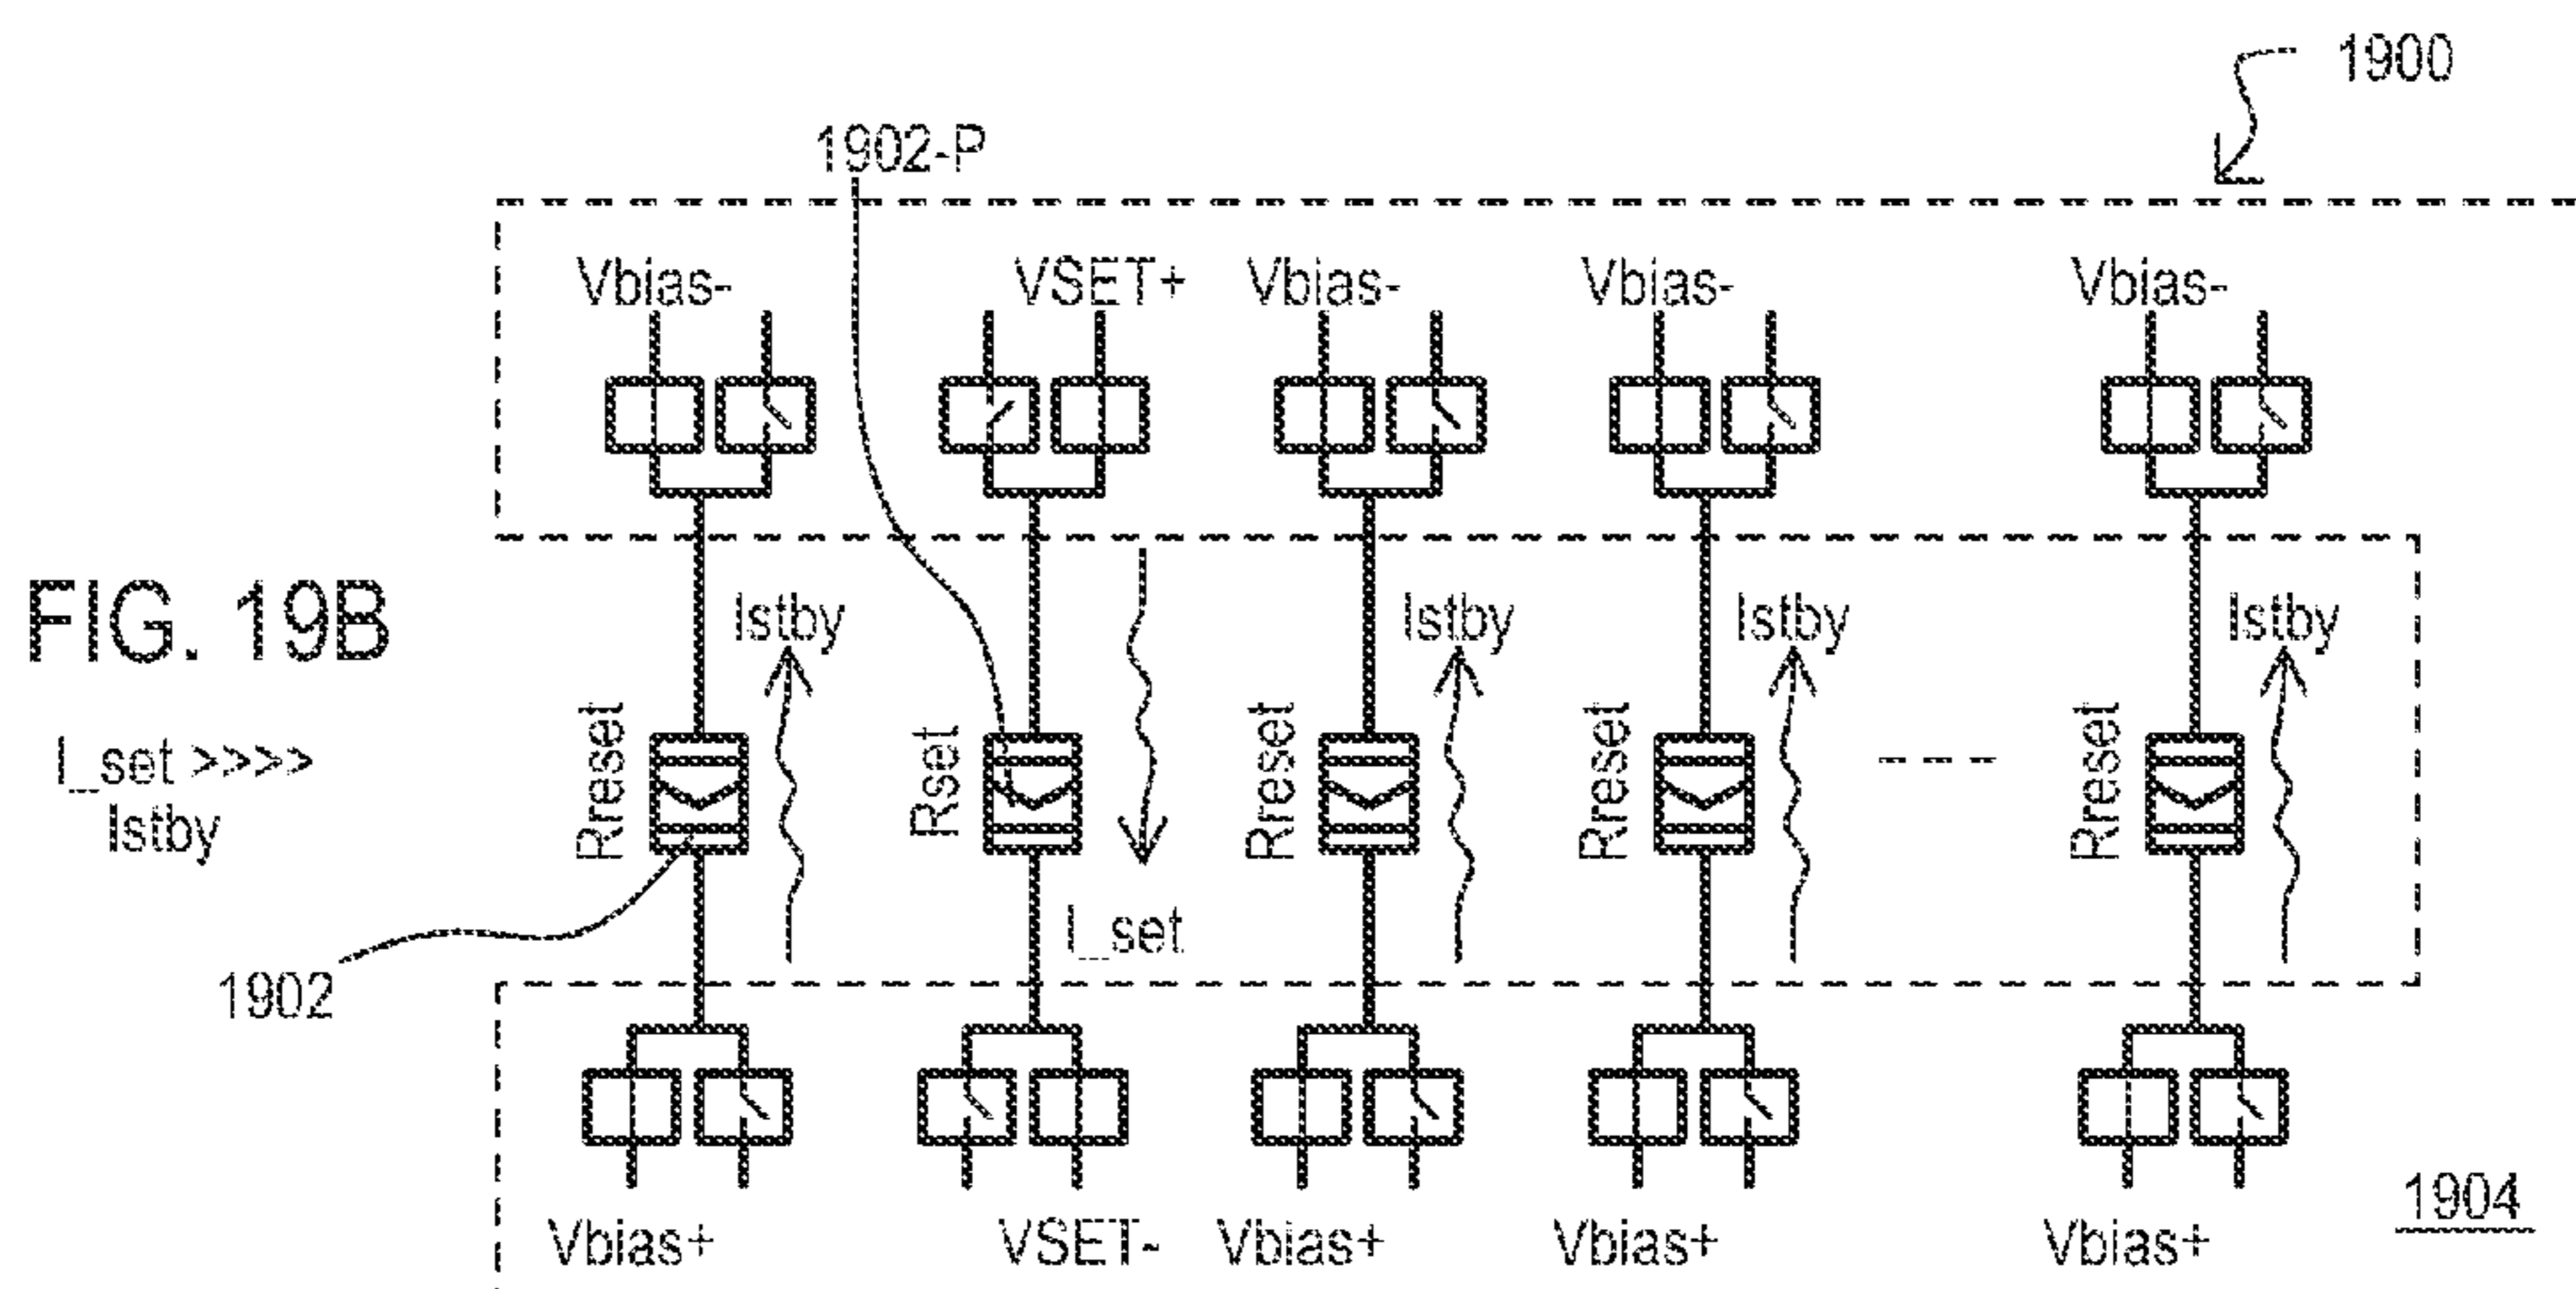 1900
1902-P
Vbias- VSET+ Vbias- Vbias- Vbias-
FIG. 19B
Istby Istby Istby Istby
Rreset Rset Rreset Rreset Rreset
I_set >>>>
Istby
I_set
1902
1904
Vbias+ VSET- Vbias+ Vbias+ Vbias+